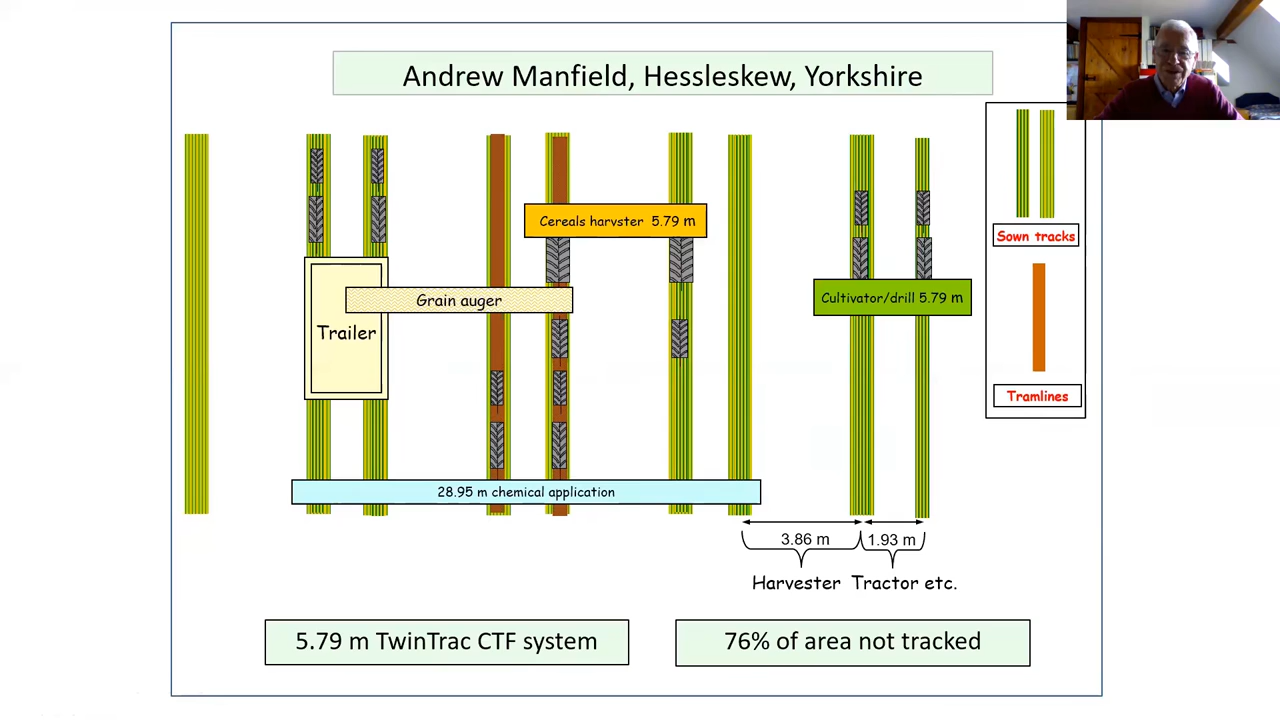 Andrew Manfield, Hessleskew, Yorkshire
Cereals harvster 5.79 m
Sown tracks
Grain auger
Cultivator/drill 5.79 m
Trailer
Tramlines
28.95 m chemical application
3.86 m
1.93 m
Harvester
Tractor etc.
5.79 m TwinTrac CTF system
76% of area not tracked